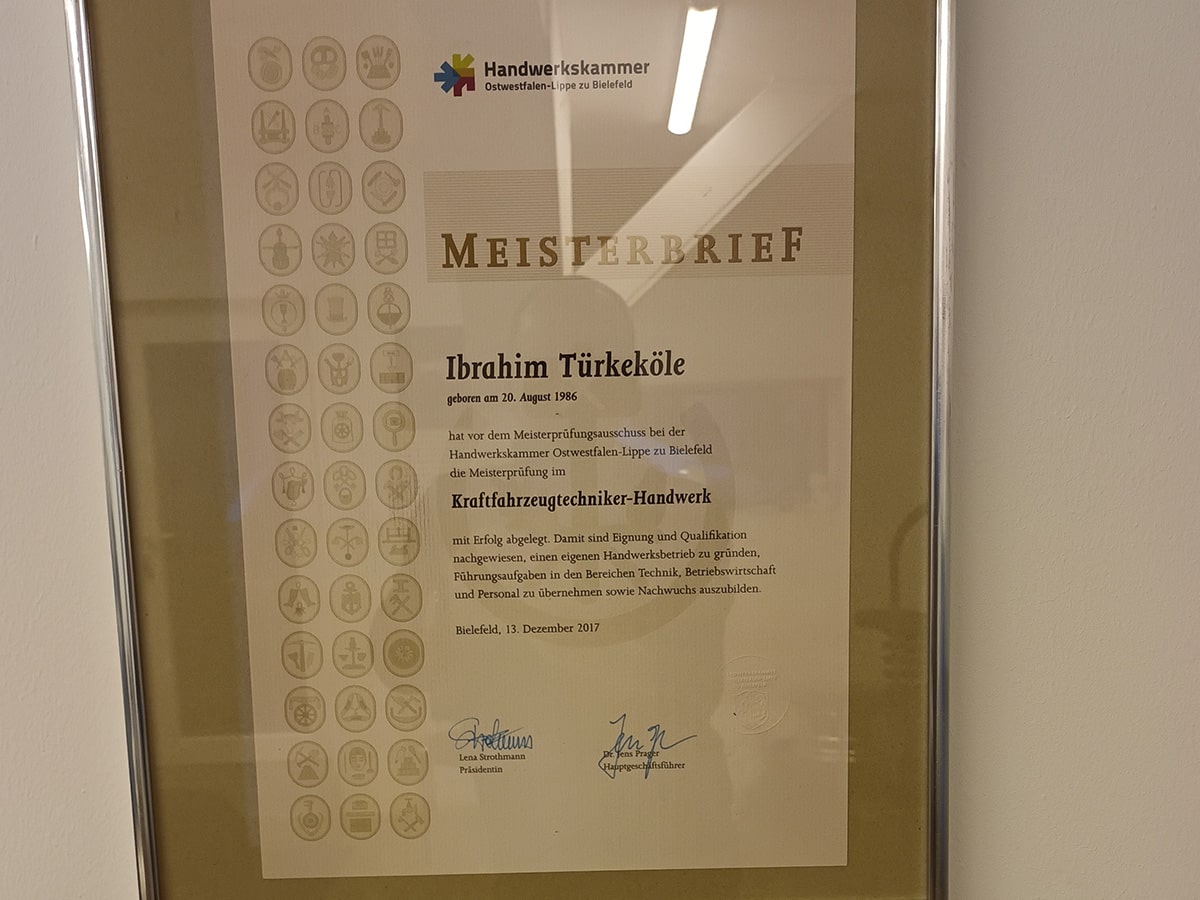 Handwerkskammer
Ostwestfalen-Lippe zu Bielefeld
MEISTERBRIEF
Ibrahim Türkeköle
geboren am 20. August 1986
hat vor dem Meisterprüfungsausschuss bei der
Handwerkskammer Ostwestfalen-Lippe zu Bielefeld
die Meisterprüfung im
Kraftfahrzeugtechniker-Handwerk
mit Erfolg abgelegt. Damit sind Eignung und Qualifikation
nachgewiesen, einen eigenen Handwerksbetrieb zu gründen,
Führungsaufgaben in den Bereichen Technik, Betriebswirtschaft
und Personal zu übernehmen sowie Nachwuchs auszubilden.
Bielefeld, 13. Dezember 2017
Lena Strothmann
Präsidentin
Dr. Jens Prager
Hauptgeschäftsführer